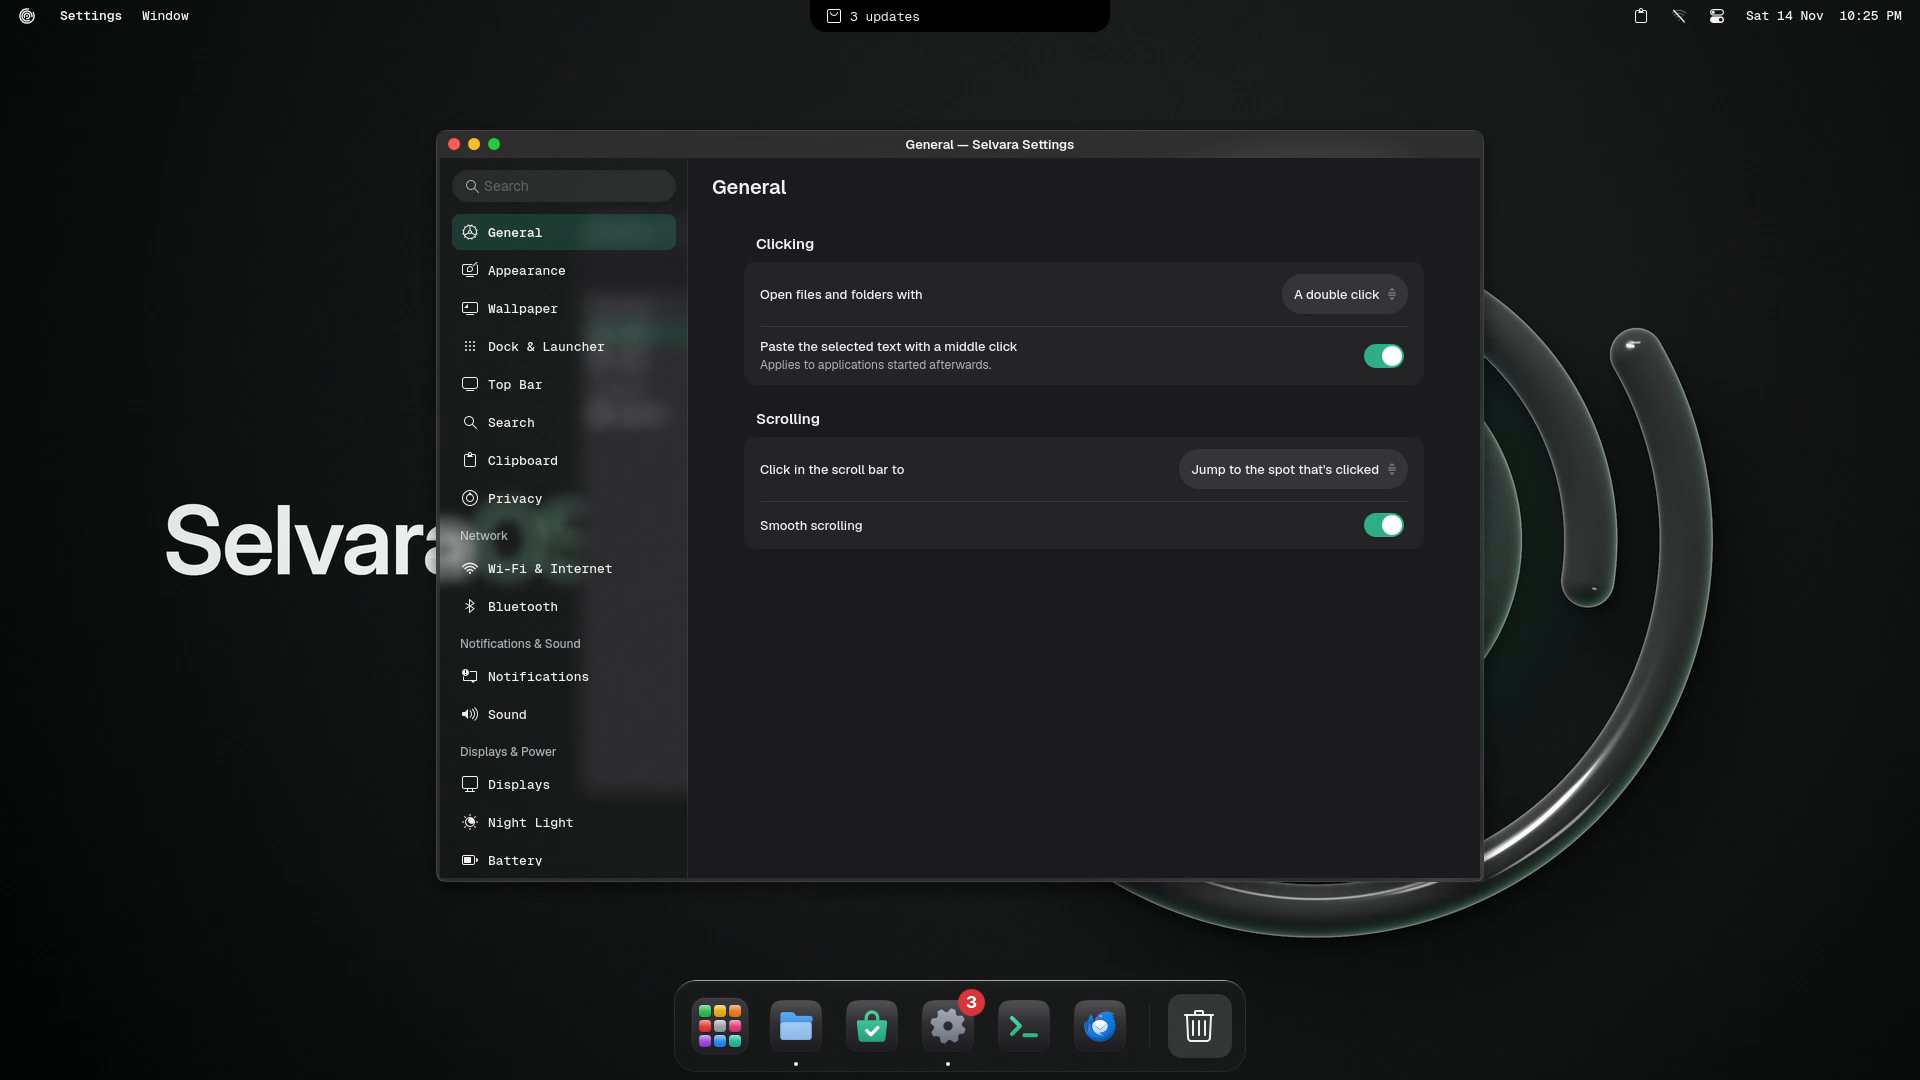 Settings Window
3 updates
Sat 14 Nov 10:25 PM
General — Selvara Settings
Search
General
Appearance
Wallpaper
Dock & Launcher
Top Bar
Search
Clipboard
Privacy
Network
Wi-Fi & Internet
Bluetooth
Notifications & Sound
Notifications
Sound
Displays & Power
Displays
Night Light
Battery
General
Clicking
Open files and folders with
A double click
Paste the selected text with a middle click
Applies to applications started afterwards.
Scrolling
Click in the scroll bar to
Jump to the spot that's clicked
Smooth scrolling
Selvara
3